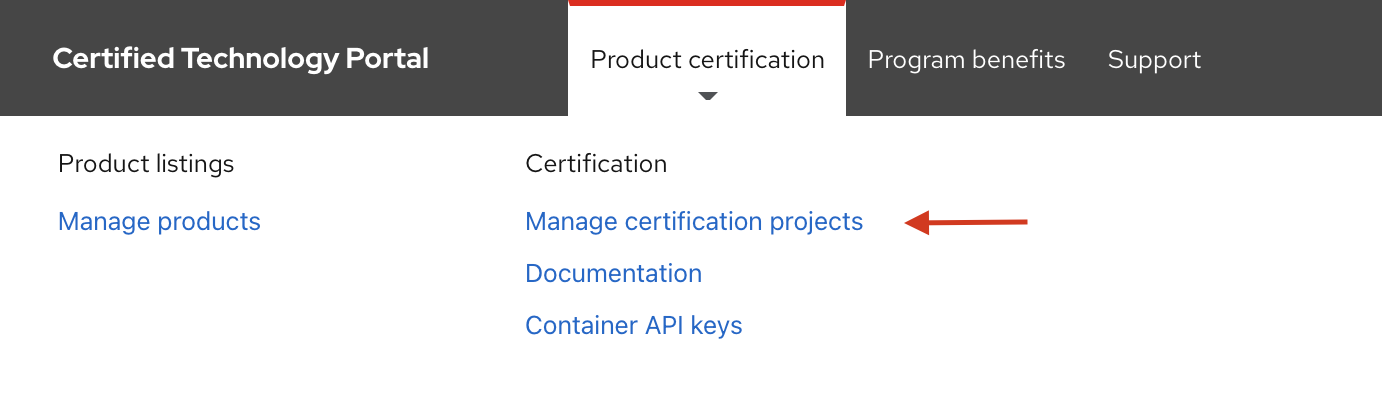 Certified Technology Portal
Product certification
Program benefits
Support
Product listings
Manage products
Certification
Manage certification projects
Documentation
Container API keys